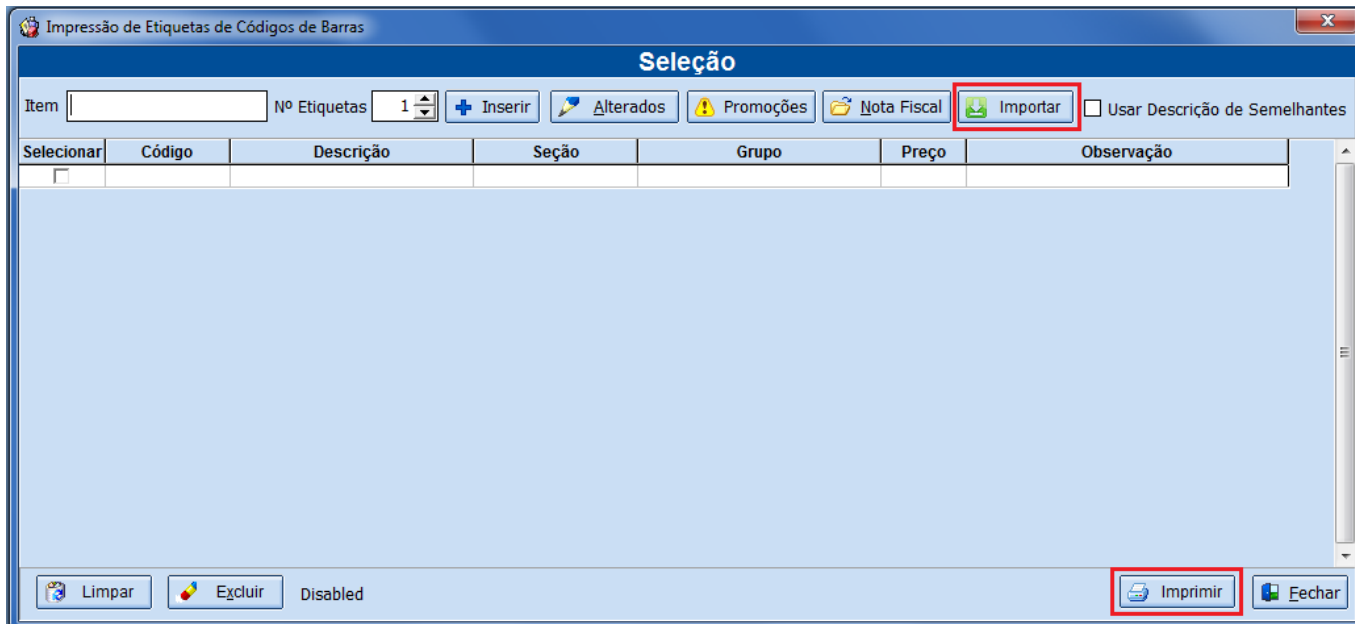 Impressão de Etiquetas de Códigos de Barras
Seleção
Item Nº Etiquetas 1 Inserir Alterados Promoções Nota Fiscal Importar Usar Descrição de Semelhantes
Selecionar Código Descrição Seção Grupo Preço Observação
Limpar Excluir Disabled Imprimir Fechar